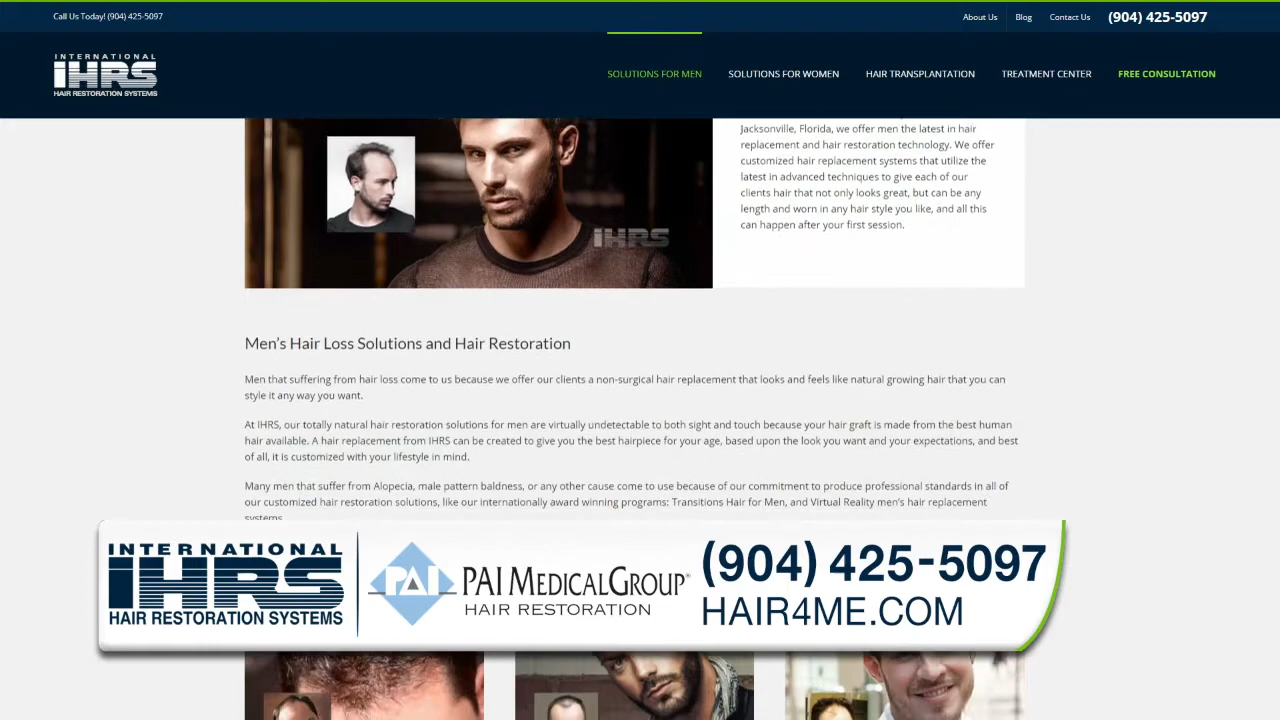 Call Us Today! (904) 425-5097
About Us
Blog
Contact Us
(904) 425-5097
INTERNATIONAL
IHRS
HAIR RESTORATION SYSTEMS
SOLUTIONS FOR MEN
SOLUTIONS FOR WOMEN
HAIR TRANSPLANTATION
TREATMENT CENTER
FREE CONSULTATION
Jacksonville, Florida, we offer men the latest in hair
replacement and hair restoration technology. We offer
customized hair replacement systems that utilize the
latest in advanced techniques to give each of our
clients hair that not only looks great, but can be any
length and worn in any hair style you like, and all this
can happen after your first session.
IHRS
Men's Hair Loss Solutions and Hair Restoration
Men that suffering from hair loss come to us because we offer our clients a non-surgical hair replacement that looks and feels like natural growing hair that you can
style it any way you want.
At IHRS, our totally natural hair restoration solutions for men are virtually undetectable to both sight and touch because your hair graft is made from the best human
hair available. A hair replacement from IHRS can be created to give you the best hairpiece for your age, based upon the look you want and your expectations, and best
of all, it is customized with your lifestyle in mind.
Many men that suffer from Alopecia, male pattern baldness, or any other cause come to use because of our commitment to produce professional standards in all of
our customized hair restoration solutions, like our internationally award winning programs: Transitions Hair for Men, and Virtual Reality men's hair replacement
systems.
INTERNATIONAL
IHRS
HAIR RESTORATION SYSTEMS
PAI
PAI MEDICAL GROUP®
HAIR RESTORATION
(904) 425-5097
HAIR4ME.COM